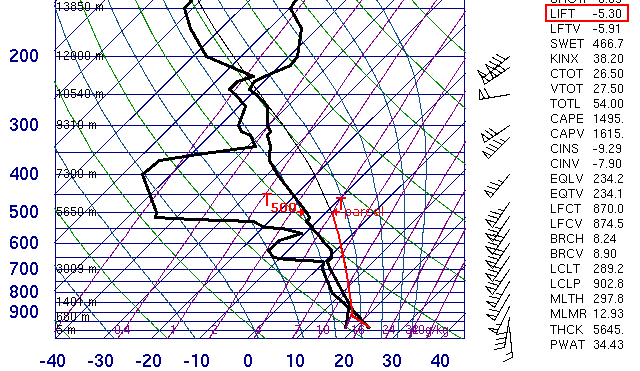 13850 m
200 12000 m
10540 m
300 9310 m
400 7300 m
T 500 T parcel
500 5650 m
600
700 3009 m
800 1401 m
900 680 m
5 m 0.4 1 2 4 7 10 16 24 g/kg
-40 -30 -20 -10 0 10 20 30 40
LIFT -5.30
LFTV -5.91
SWET 466.7
KINX 38.20
CTOT 26.50
VTOT 27.50
TOTL 54.00
CAPE 1495.
CAPV 1615.
CINS -9.29
CINV -7.90
EQLV 234.2
EQTV 234.1
LFCT 870.0
LFCV 874.5
BRCH 8.24
BRCV 8.90
LCLT 289.2
LCLP 902.8
MLTH 297.8
MLMR 12.93
THCK 5645.
PWAT 34.43